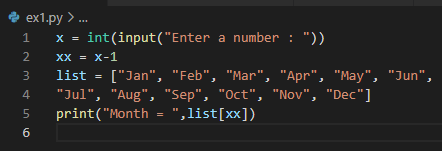 ex1.py > ...
1 x = int(input("Enter a number : "))
2 xx = x-1
3 list = ["Jan", "Feb", "Mar", "Apr", "May", "Jun",
4 "Jul", "Aug", "Sep", "Oct", "Nov", "Dec"]
5 print("Month = ",list[xx])
6